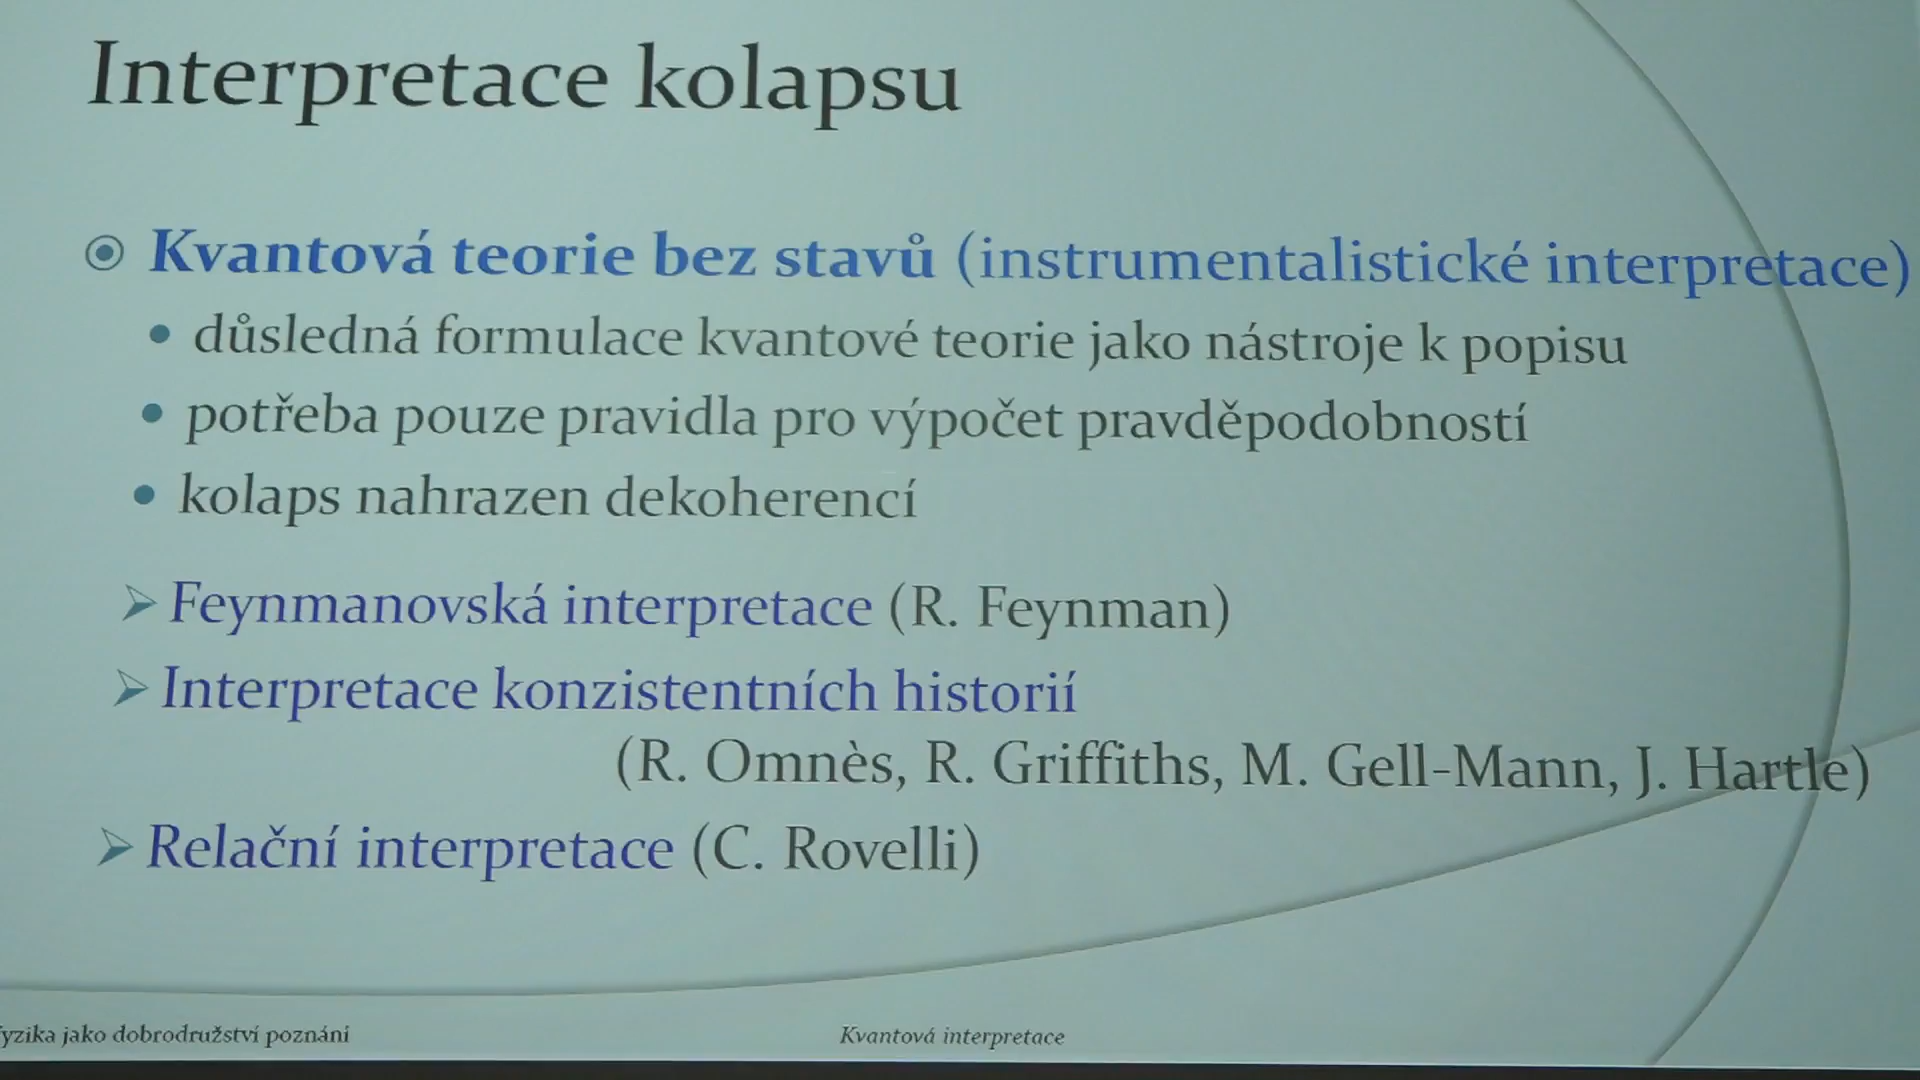 Interpretace kolapsu
Kvantová teorie bez stavů (instrumentalistické interpretace)
důsledná formulace kvantové teorie jako nástroje k popisu
potřeba pouze pravidla pro výpočet pravděpodobností
kolaps nahrazen dekoherencí
Feynmanovská interpretace (R. Feynman)
Interpretace konzistentních historií
(R. Omnès, R. Griffiths, M. Gell-Mann, J. Hartle)
Relační interpretace (C. Rovelli)
yzika jako dobrodružství poznání
Kvantová interpretace